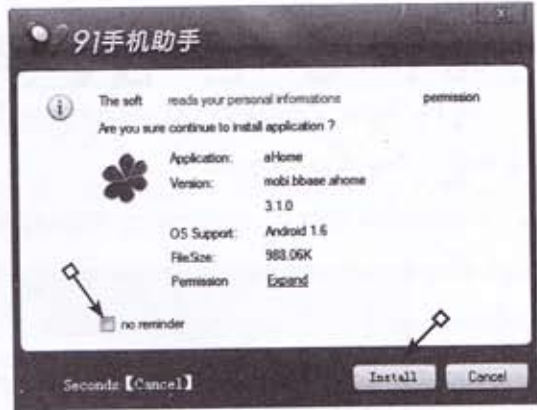 91手机助手
The soft reads your personal informations permission
Are you sure continue to install application ?
Application: aHome
Version: mobi.bbase.ahome
3.1.0
OS Support: Android 1.6
FileSize: 988.06K
Permission Expand
no reminder
Seconds【Cancel】
Install Cancel